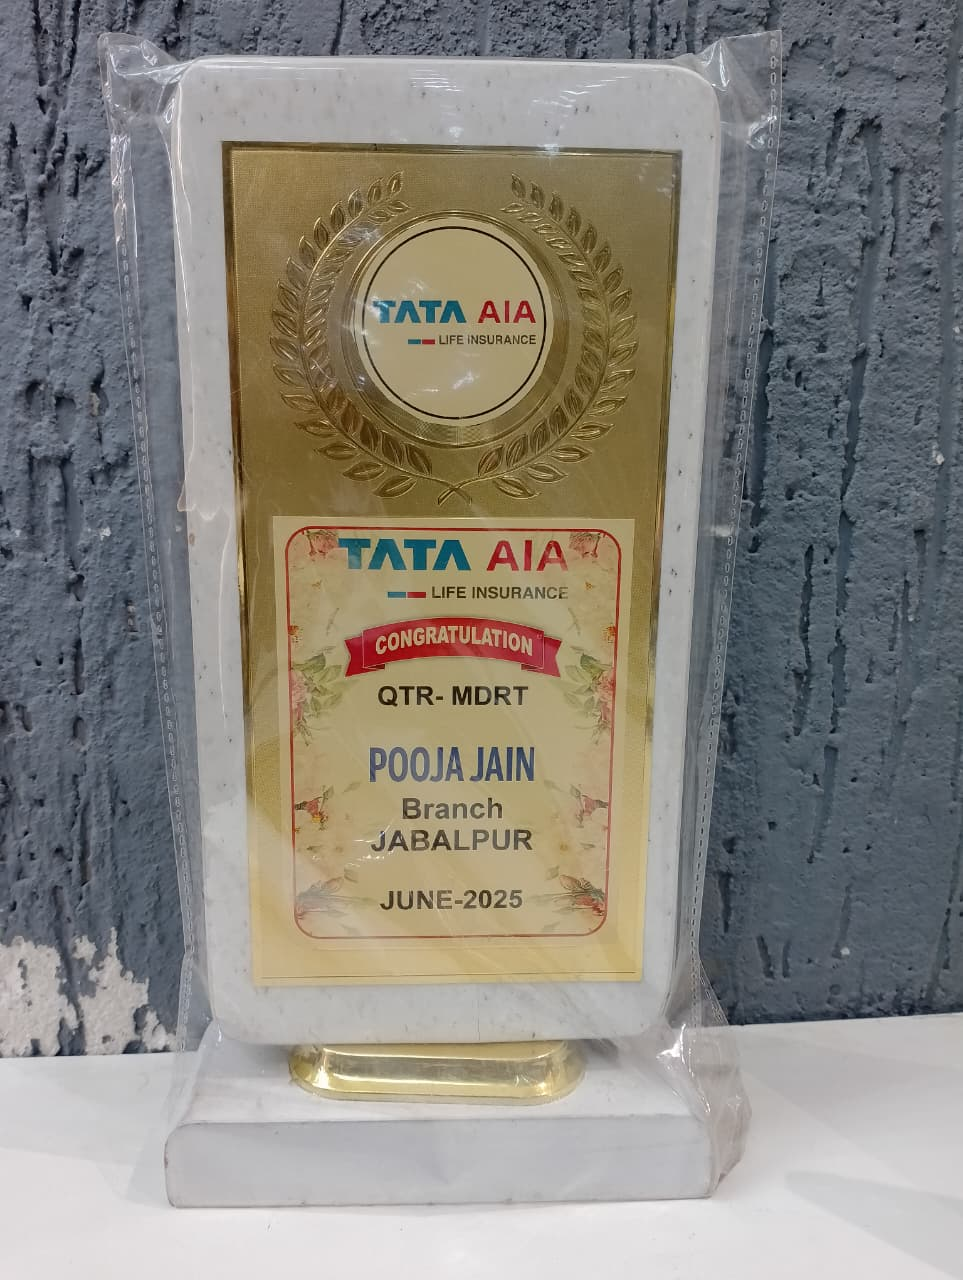 TATA AIA
LIFE INSURANCE
TATA AIA
LIFE INSURANCE
CONGRATULATION
QTR- MDRT
POOJA JAIN
Branch
JABALPUR
JUNE-2025